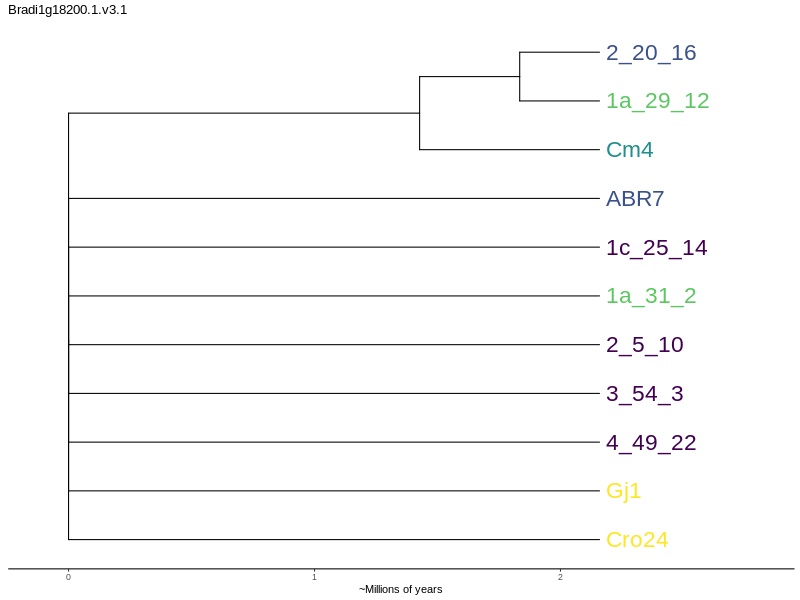 Bradi1g18200.1.v3.1
2_20_16
1a_29_12
Cm4
ABR7
1c_25_14
1a_31_2
2_5_10
3_54_3
4_49_22
Gj1
Cro24
0 1 2
~Millions of years